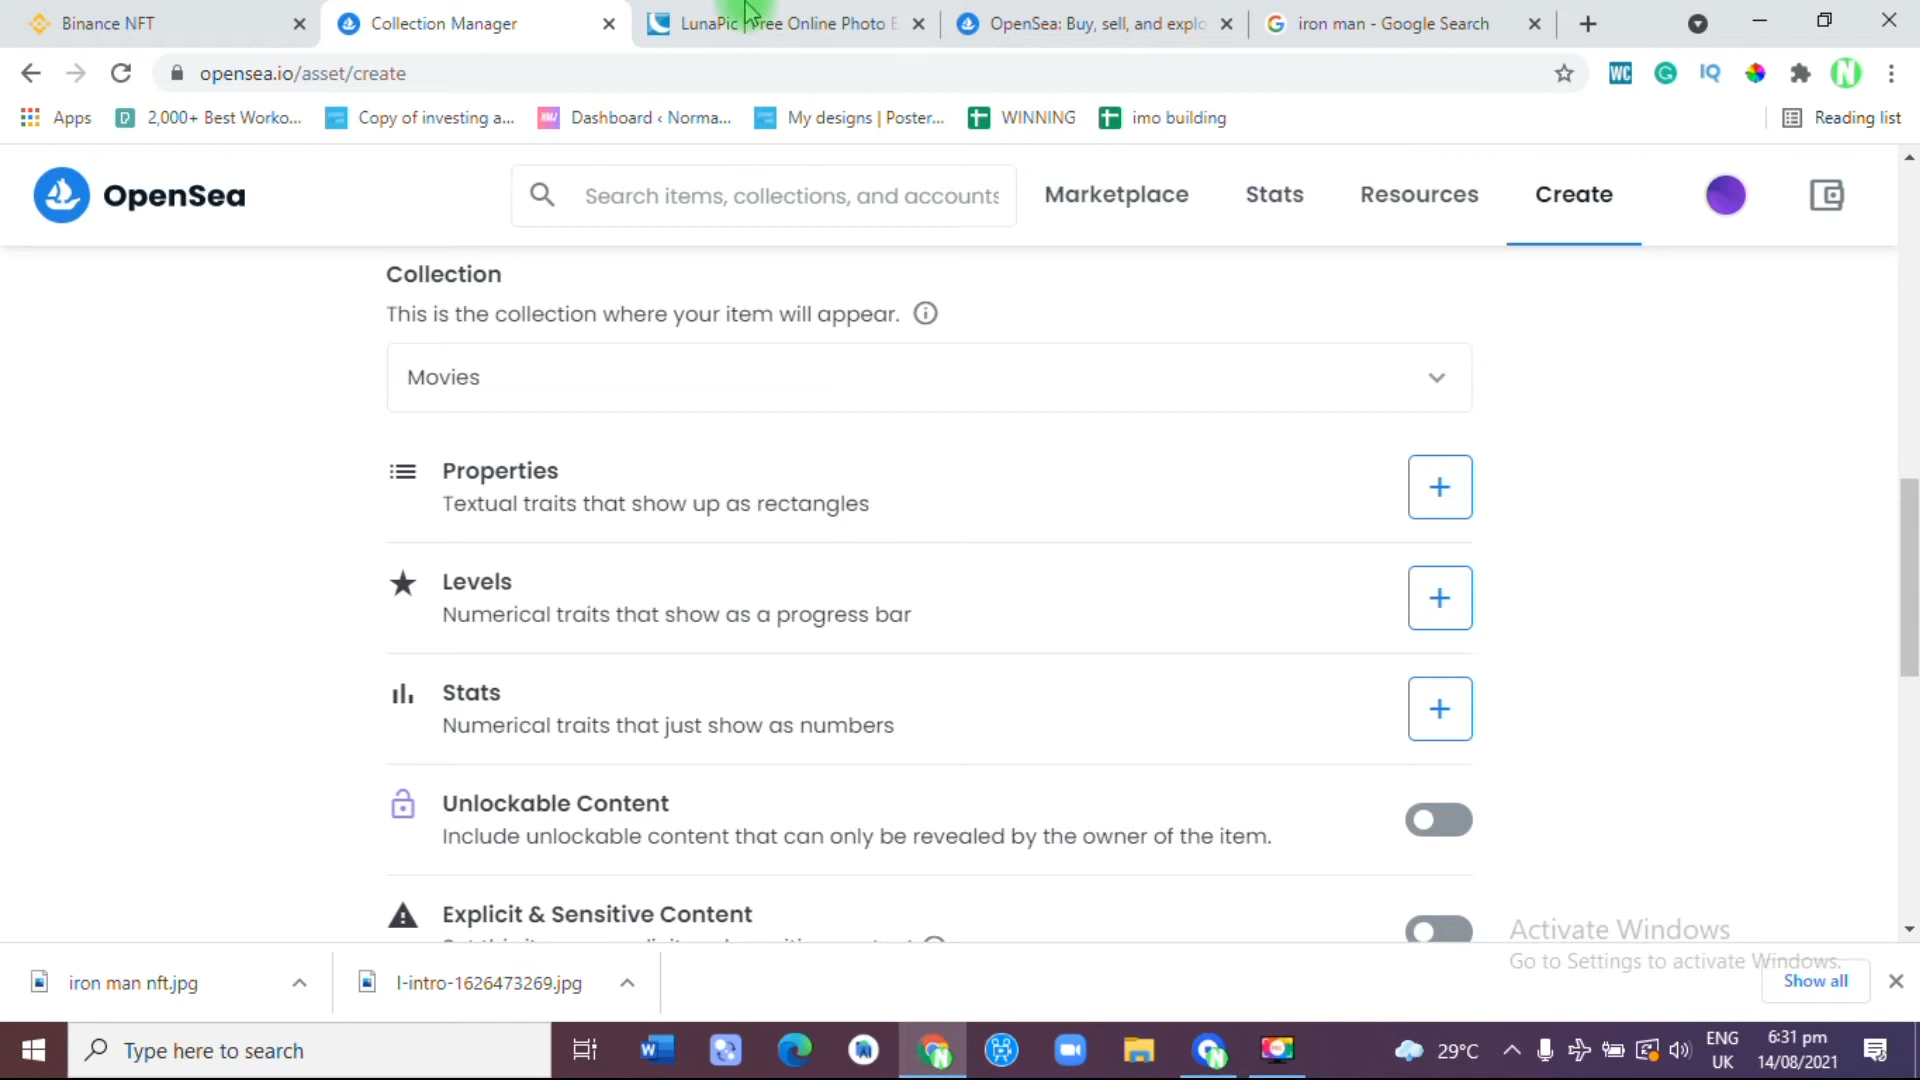 Binance NFT
Collection Manager
LunaPic Free Online Photo E
OpenSea: Buy, sell, and explo
iron man - Google Search
opensea.io/asset/create
WC
IQ
N
Apps
2,000+ Best Worko...
Copy of investing a...
Dashboard ‹ Norma...
My designs | Poster...
WINNING
imo building
Reading list
OpenSea
Search items, collections, and accounts
Marketplace
Stats
Resources
Create
Collection
This is the collection where your item will appear.
Movies
Properties
Textual traits that show up as rectangles
Levels
Numerical traits that show as a progress bar
Stats
Numerical traits that just show as numbers
Unlockable Content
Include unlockable content that can only be revealed by the owner of the item.
Explicit & Sensitive Content
Activate Windows
Go to Settings to activate Windows.
iron man nft.jpg
l-intro-1626473269.jpg
Show all
Type here to search
29°C
ENG
UK
6:31 pm
14/08/2021